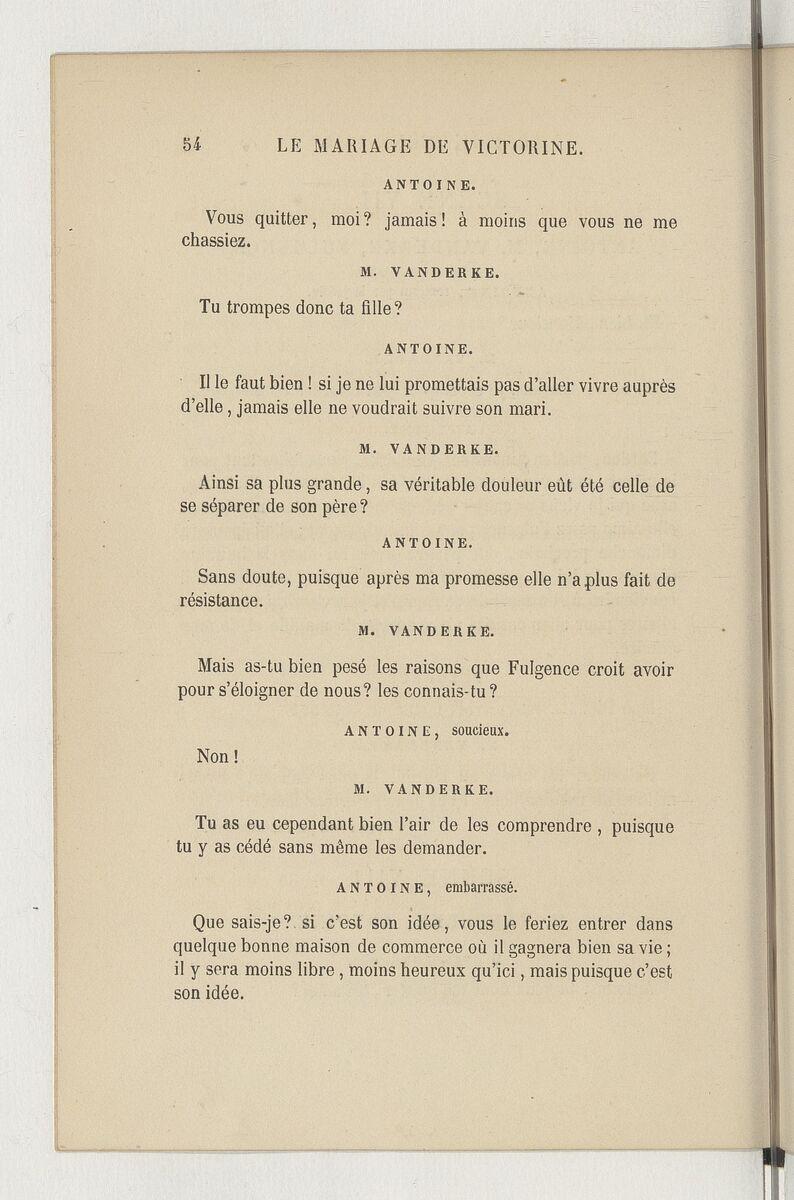 54 LE MARIAGE DE VICTORINE.
ANTOINE.
Vous quitter, moi? jamais! à moins que vous ne me
chassiez.
M. VANDERKE.
Tu trompes donc ta fille?
ANTOINE.
Il le faut bien! si je ne lui promettais pas d'aller vivre auprès
d'elle, jamais elle ne voudrait suivre son mari.
M. VANDERKE.
Ainsi sa plus grande, sa véritable douleur eût été celle de
se séparer de son père?
ANTOINE.
Sans doute, puisque après ma promesse elle n'a plus fait de
résistance.
M. VANDERKE.
Mais as-tu bien pesé les raisons que Fulgence croit avoir
pour s'éloigner de nous? les connais-tu?
ANTOINE, soucieux.
Non!
M. VANDERKE.
Tu as eu cependant bien l'air de les comprendre, puisque
tu y as cédé sans même les demander.
ANTOINE, embarrassé.
Que sais-je? si c'est son idée, vous le feriez entrer dans
quelque bonne maison de commerce où il gagnera bien sa vie;
il y sera moins libre, moins heureux qu'ici, mais puisque c'est
son idée.